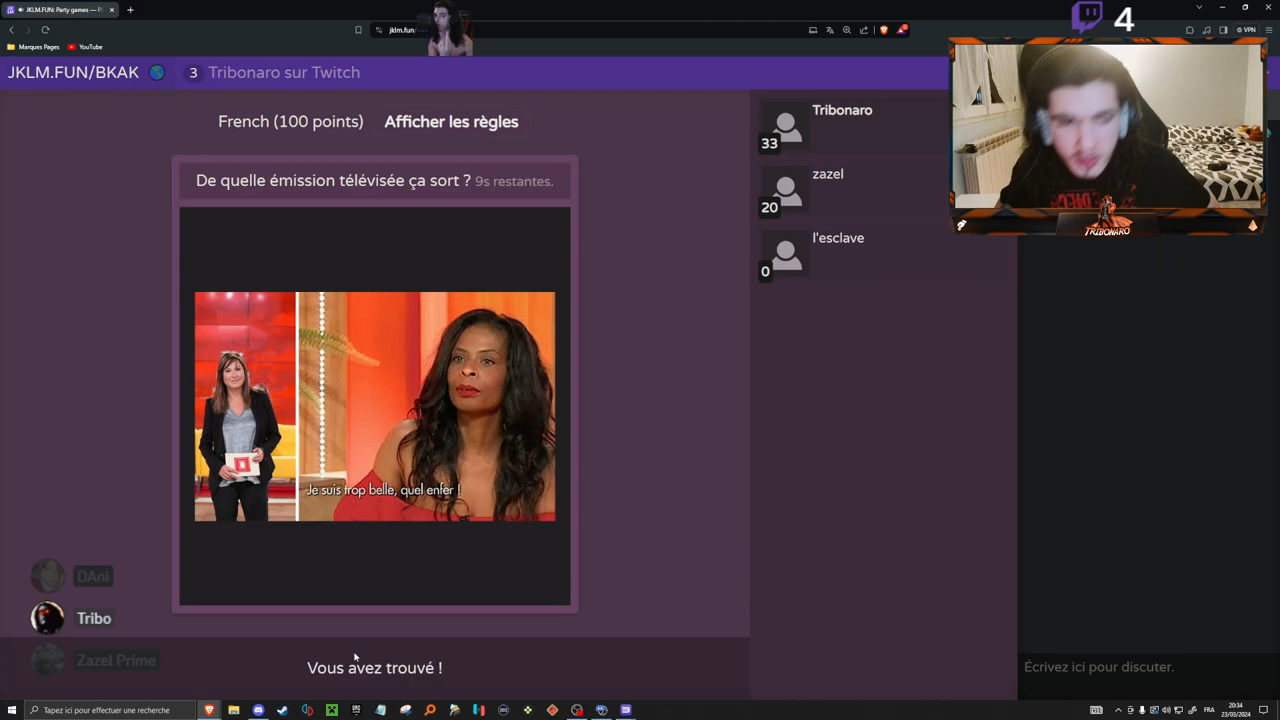 JKLM.FUN: Party games — P
4
jklm.fun/
VPN
Marques Pages
YouTube
JKLM.FUN/BKAK
3
Tribonaro sur Twitch
French (100 points)
Afficher les règles
Tribonaro
33
De quelle émission télévisée ça sort ? 9s restantes.
zazel
20
TRIBONARO
l'esclave
0
Je suis trop belle, quel enfer !
DAni
Tribo
Zazel Prime
Vous avez trouvé !
Écrivez ici pour discuter.
Tapez ici pour effectuer une recherche
FRA
20:34
23/03/2024